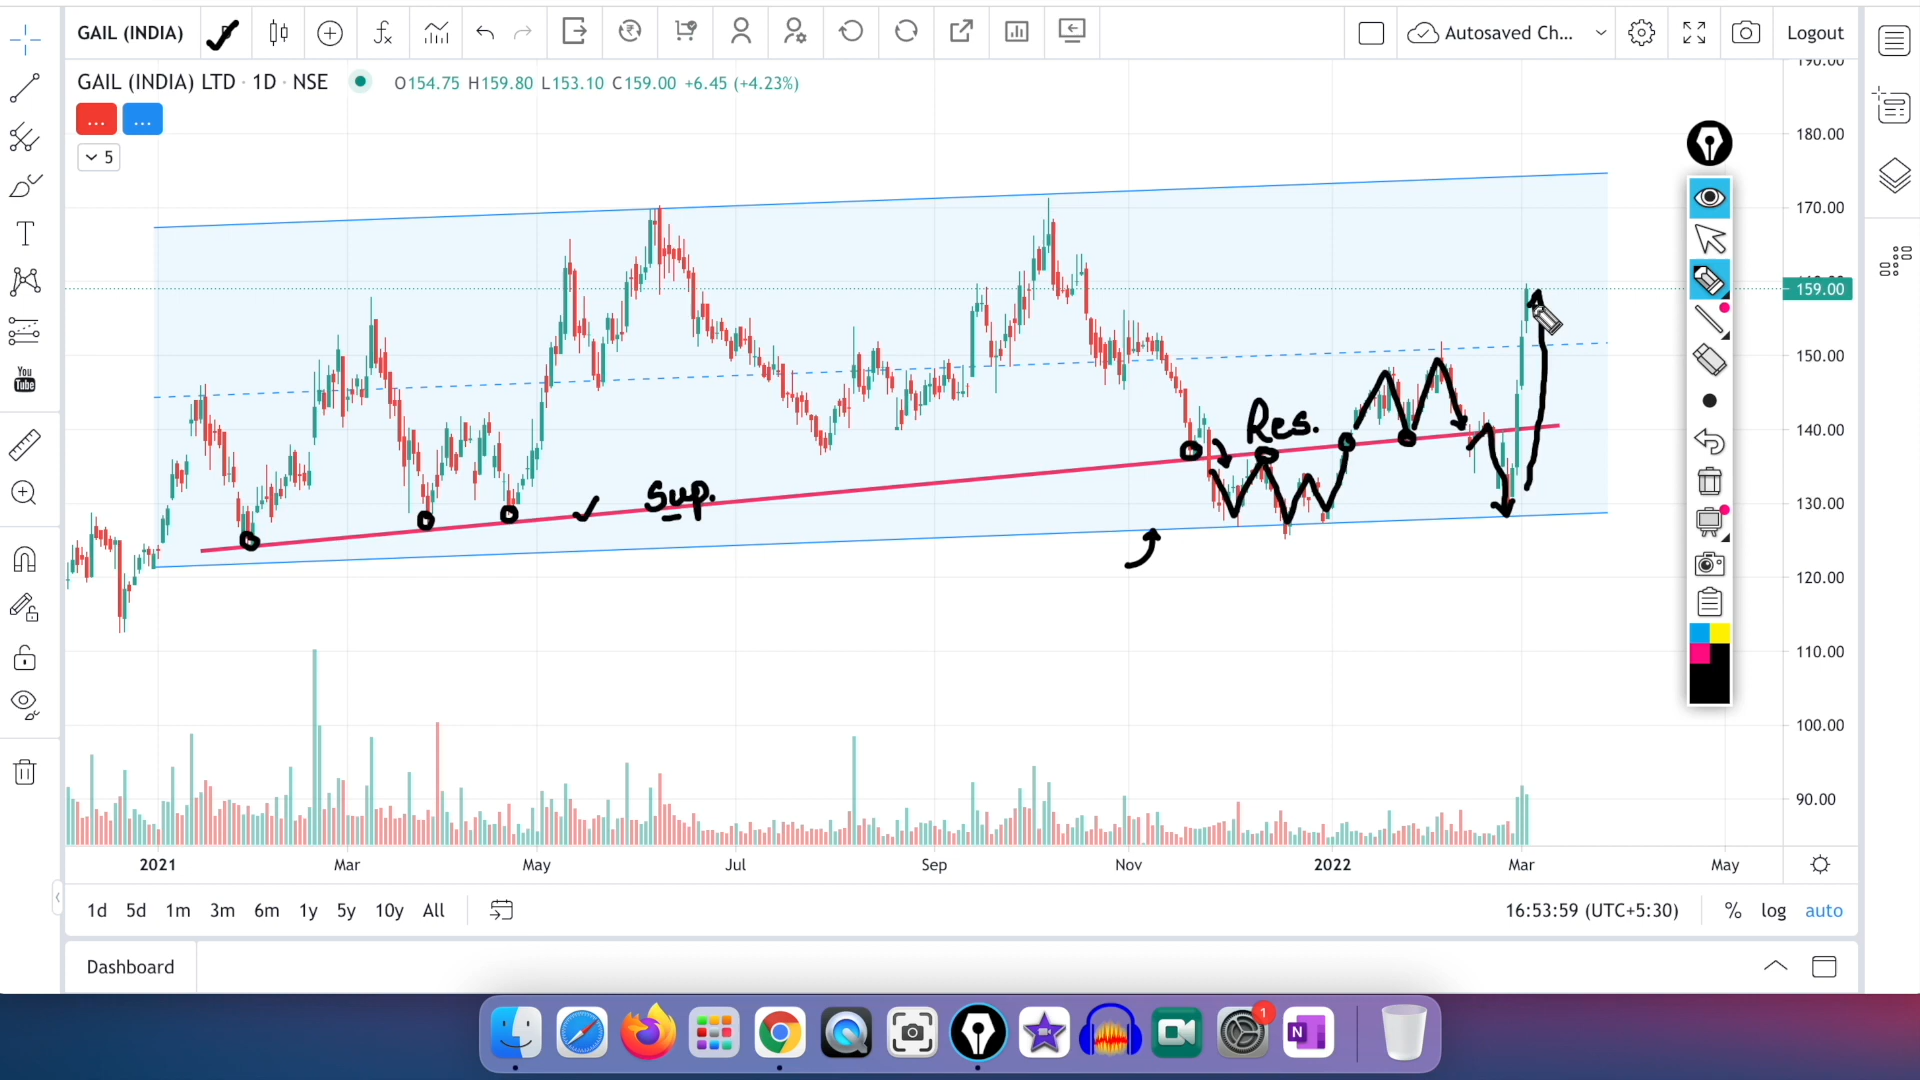 GAIL (INDIA)
Autosaved Ch...
Logout
GAIL (INDIA) LTD · 1D · NSE
O154.75 H159.80 L153.10 C159.00 +6.45 (+4.23%)
... ...
5
190.00
180.00
170.00
159.00
150.00
140.00
130.00
120.00
110.00
100.00
90.00
Res.
Sup.
You
Tube
2021 Mar May Jul Sep Nov 2022 Mar May
1d 5d 1m 3m 6m 1y 5y 10y All
16:53:59 (UTC+5:30) % log auto
Dashboard
1
N